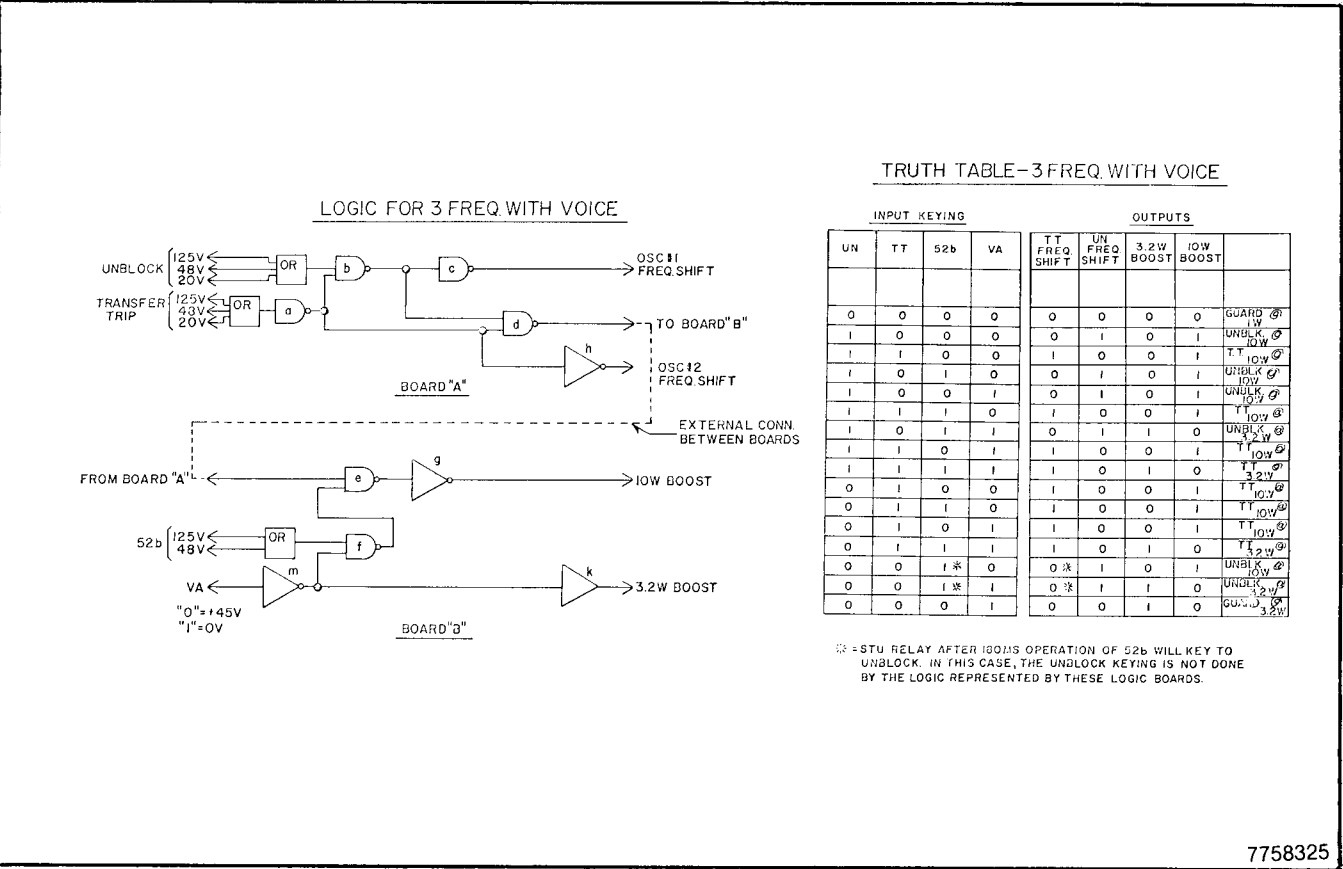 LOGIC FOR 3 FREQ. WITH VOICE
UNBLOCK
125V
48V
20V
OR
b
c
OSC #1
FREQ. SHIFT
TRANSFER
TRIP
125V
48V
20V
OR
a
d
TO BOARD "B"
h
OSC #2
FREQ. SHIFT
BOARD "A"
EXTERNAL CONN.
BETWEEN BOARDS
FROM BOARD "A"
e
g
10W BOOST
52b
125V
48V
OR
f
VA
m
k
3.2W BOOST
"0"=+45V
"1"=0V
BOARD "B"
TRUTH TABLE-3 FREQ. WITH VOICE
INPUT KEYING
OUTPUTS
UN TT 52b VA TT FREQ. SHIFT UN FREQ. SHIFT 3.2W BOOST 10W BOOST
0 0 0 0 0 0 0 0 GUARD @ 1W
1 0 0 0 0 1 0 1 UNBLK. @ 10W
1 1 0 0 1 0 0 1 T.T. 10W @
1 0 1 0 0 1 0 1 UNBLK @ 10W
1 0 0 1 0 1 0 1 UNBLK. @ 10W
1 1 1 0 1 0 0 1 TT 10W @
1 0 1 1 0 1 1 0 UNBLK. @ 3.2W
1 1 0 1 1 0 0 1 TT 10W @
1 1 1 1 1 0 1 0 TT @ 3.2W
0 1 0 0 1 0 0 1 TT 10W @
0 1 1 0 1 0 0 1 TT 10W @
0 1 0 1 1 0 0 1 TT 10W @
0 1 1 1 1 0 1 0 TT @ 3.2W
0 0 1* 0 0* 1 0 1 UNBLK. @ 10W
0 0 1* 1 0* 1 1 0 UNBLK. @ 3.2W
0 0 0 1 0 0 1 0 GUARD @ 3.2W
* = STU RELAY AFTER 180MS OPERATION OF 52b WILL KEY TO
UNBLOCK. IN THIS CASE, THE UNBLOCK KEYING IS NOT DONE
BY THE LOGIC REPRESENTED BY THESE LOGIC BOARDS.
7758325